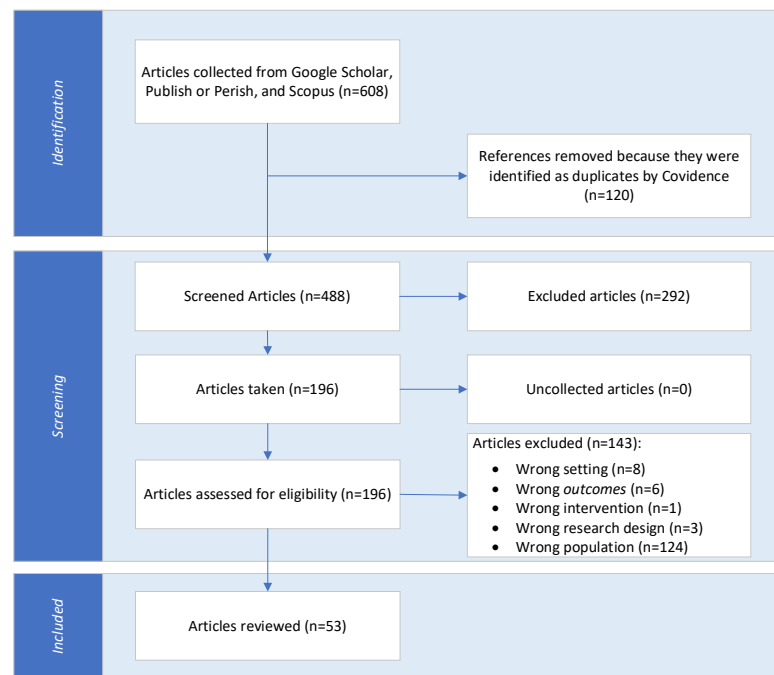 Identification
Articles collected from Google Scholar,
Publish or Perish, and Scopus (n=608)
References removed because they were
identified as duplicates by Covidence
(n=120)
Screening
Screened Articles (n=488)
Excluded articles (n=292)
Articles taken (n=196)
Uncollected articles (n=0)
Articles assessed for eligibility (n=196)
Articles excluded (n=143):
• Wrong setting (n=8)
• Wrong outcomes (n=6)
• Wrong intervention (n=1)
• Wrong research design (n=3)
• Wrong population (n=124)
Included
Articles reviewed (n=53)